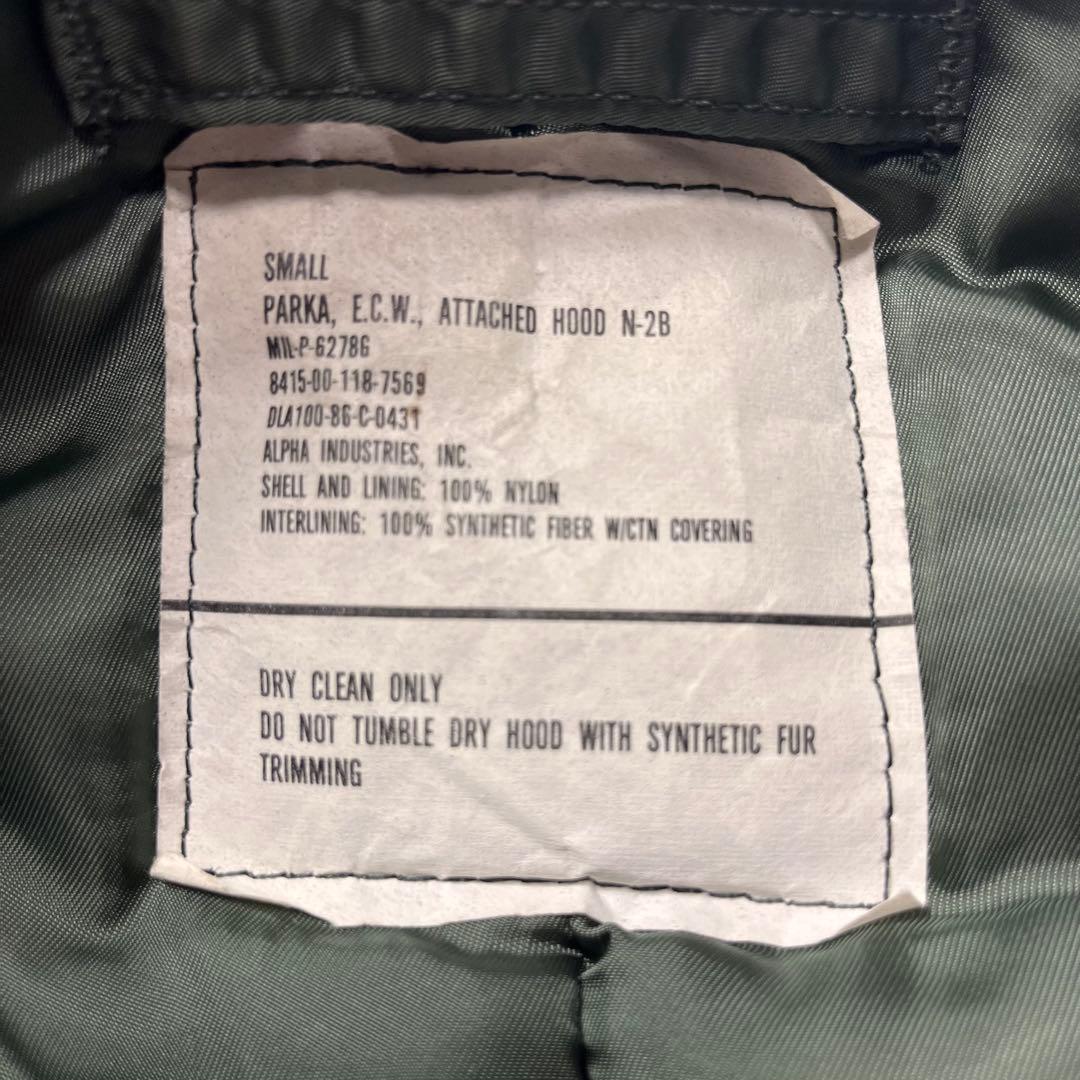 SMALL
PARKA, E.C.W., ATTACHED HOOD N-2B
MIL-P-6278G
8415-00-118-7569
DLA100-86-C-0431
ALPHA INDUSTRIES, INC.
SHELL AND LINING: 100% NYLON
INTERLINING: 100% SYNTHETIC FIBER W/CTN COVERING
DRY CLEAN ONLY
DO NOT TUMBLE DRY HOOD WITH SYNTHETIC FUR
TRIMMING